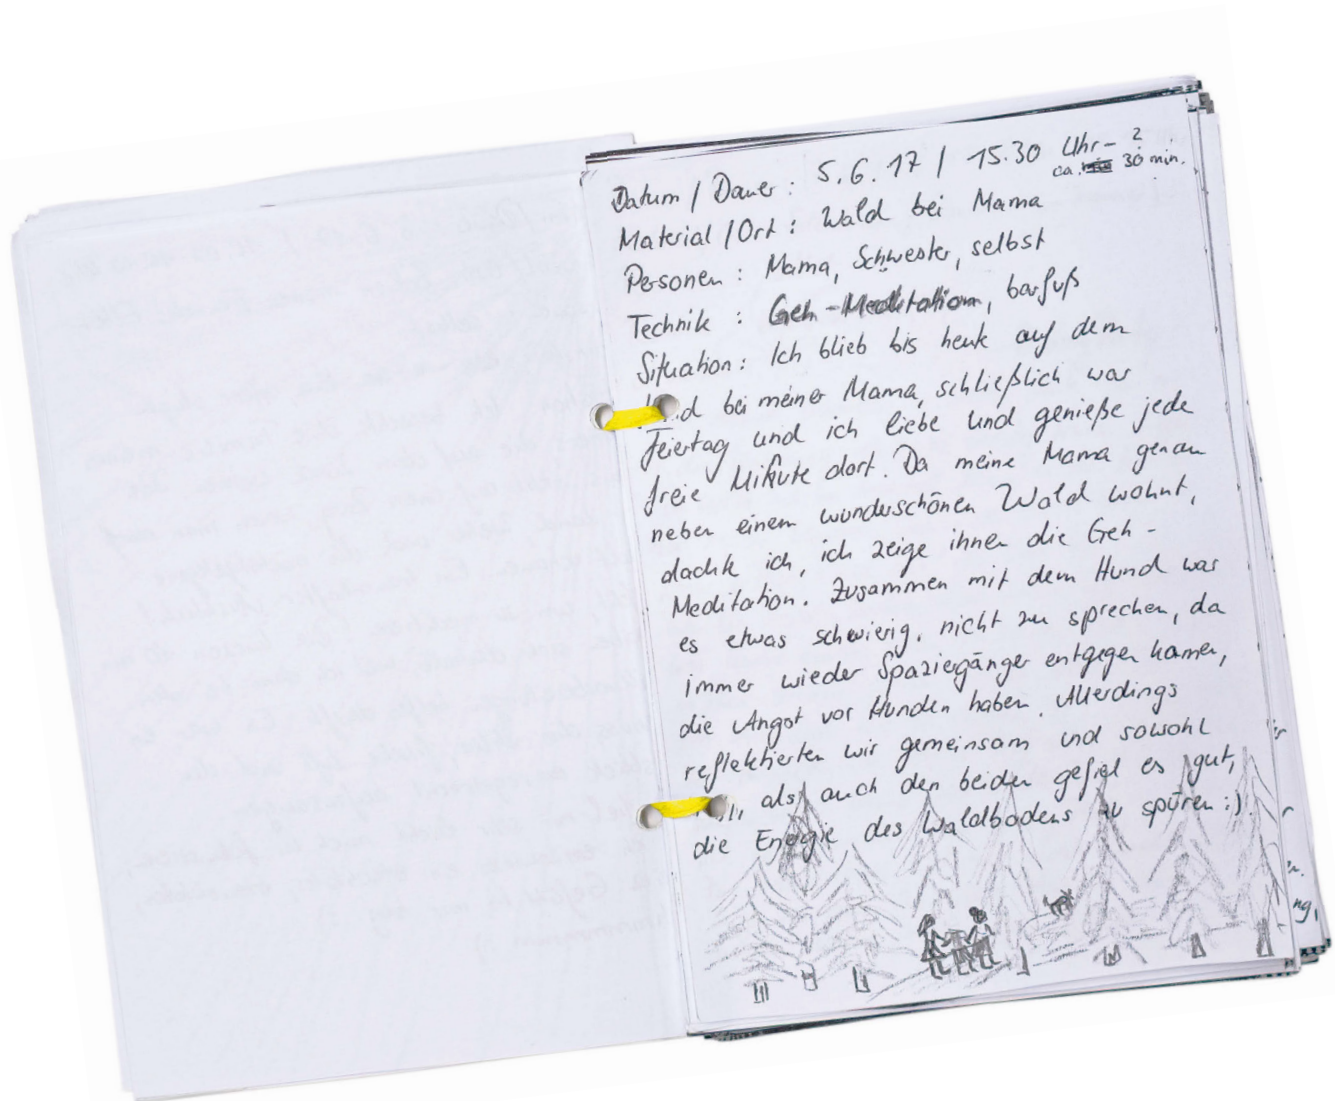 Datum / Dauer : 5.6.17 / 15.30 Uhr - ?
ca. 30 min.
Material / Ort : Wald bei Mama
Personen : Mama, Schwester, selbst
Technik : Geh-Meditation, barfuß
Situation : Ich blieb bis heute auf dem
bei meiner Mama, schließlich war
Feiertag und ich liebe und genieße jede
freie Minute dort. Da meine Mama genau
neben einem wunderschönen Wald wohnt,
dachte ich, ich zeige ihnen die Geh-
Meditation. Zusammen mit dem Hund war
es etwas schwierig, nicht zu sprechen, da
immer wieder Spaziergänger entgegen kamen,
die Angst vor Hunden haben. Allerdings
reflektierten wir gemeinsam und sowohl
als auch den beiden gefiel es gut,
die Energie des Waldbodens zu spüren :)
ng,